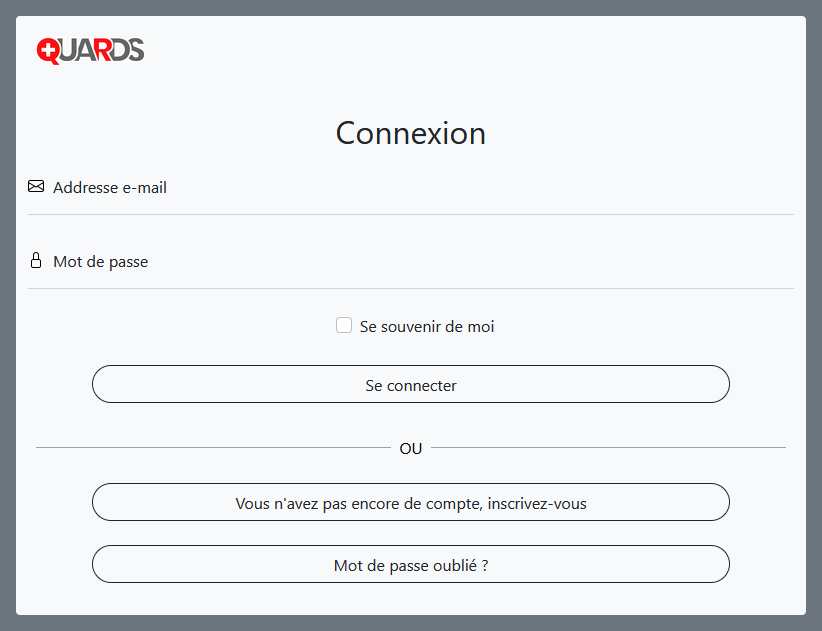 QUARDS
Connexion
Addresse e-mail
Mot de passe
Se souvenir de moi
Se connecter
OU
Vous n'avez pas encore de compte, inscrivez-vous
Mot de passe oublié ?